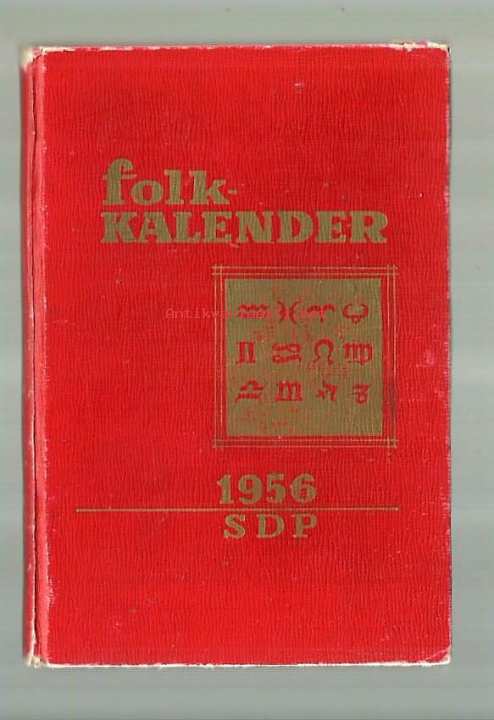 folk-
KALENDER
♒ ♓ ♈ ♉
♊ ♋ ♌ ♍
♎ ♏ ♐ ♑
1956
SDP